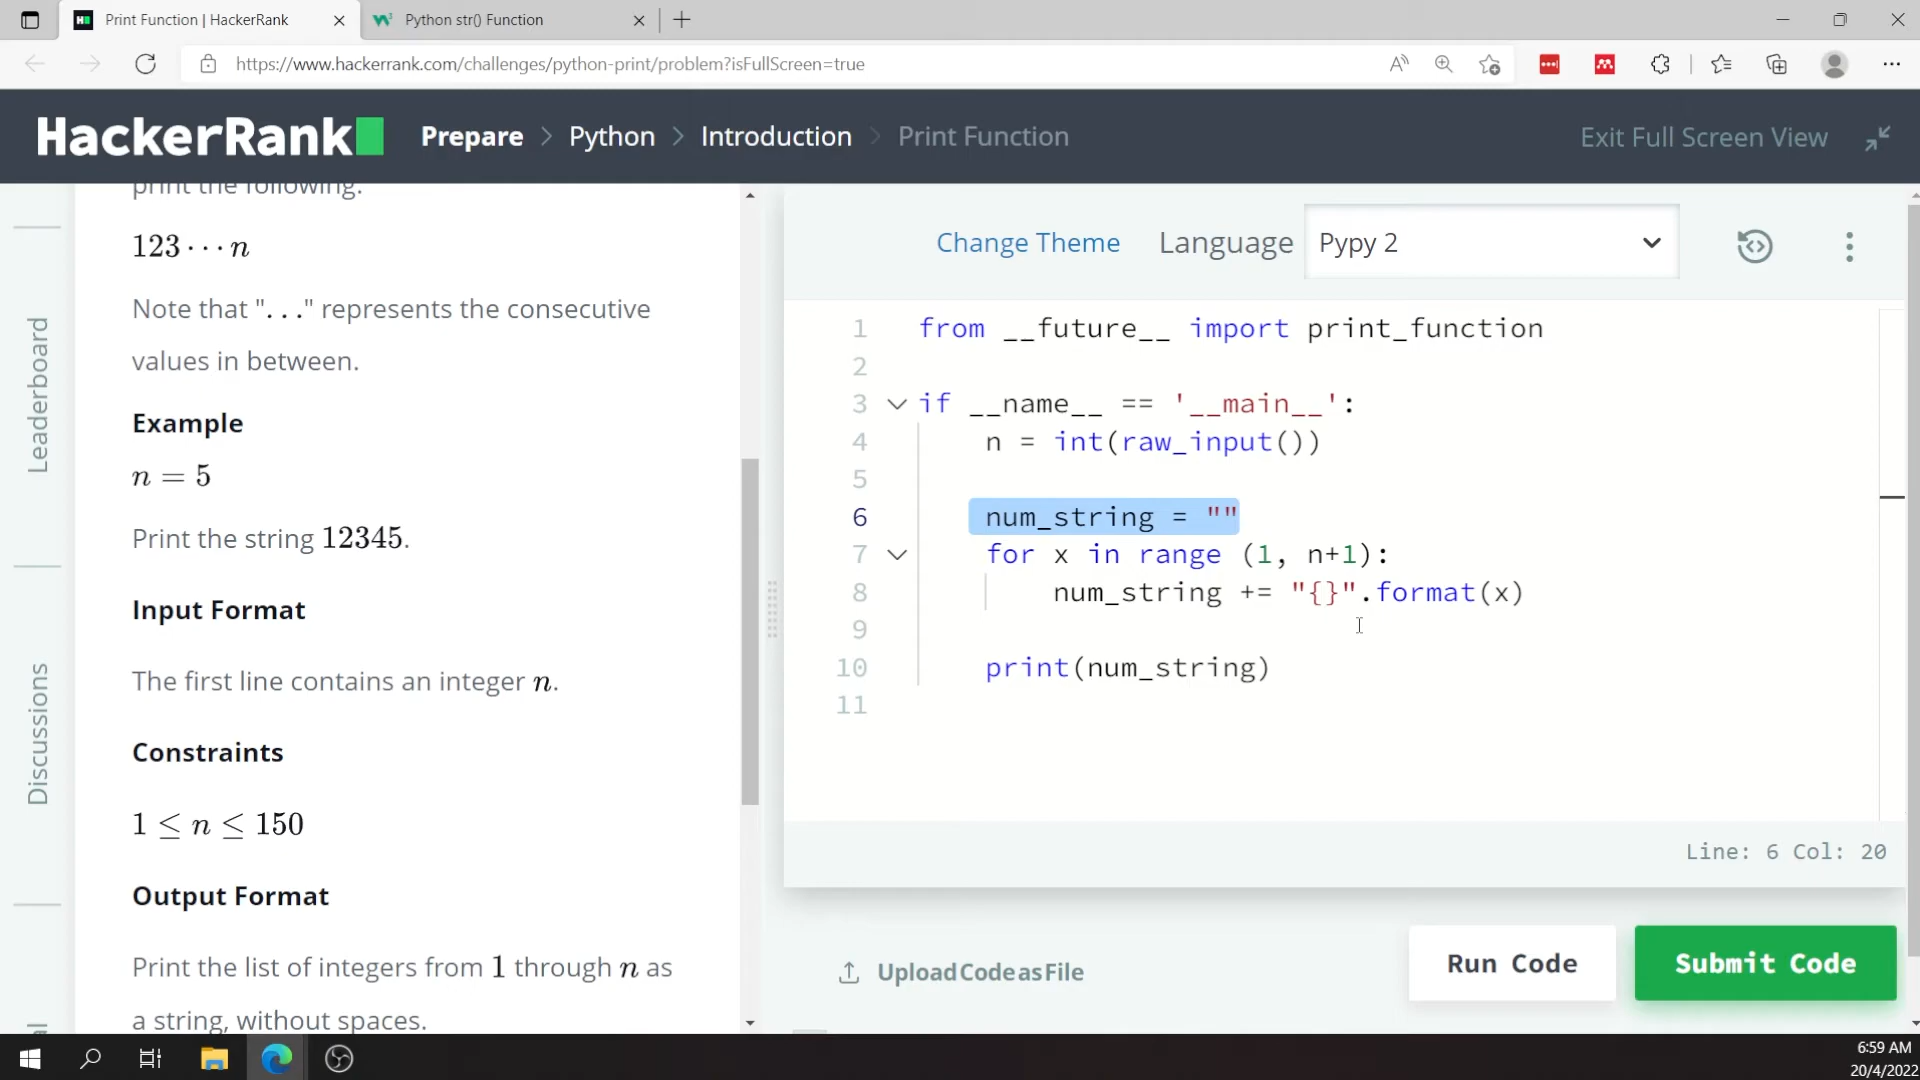 Print Function | HackerRank
Python str() Function
https://www.hackerrank.com/challenges/python-print/problem?isFullScreen=true
HackerRank
Prepare > Python > Introduction > Print Function
Exit Full Screen View
Leaderboard
Discussions
print the following:
123···n
Note that "..." represents the consecutive
values in between.
Example
n = 5
Print the string 12345.
Input Format
The first line contains an integer n.
Constraints
1 ≤ n ≤ 150
Output Format
Print the list of integers from 1 through n as
a string, without spaces.
Change Theme
Language
Pypy 2
1 from __future__ import print_function
2
3 if __name__ == '__main__':
4     n = int(raw_input())
5
6     num_string = ""
7     for x in range (1, n+1):
8         num_string += "{}".format(x)
9
10     print(num_string)
11
Line: 6 Col: 20
Upload Code as File
Run Code
Submit Code
6:59 AM
20/4/2022